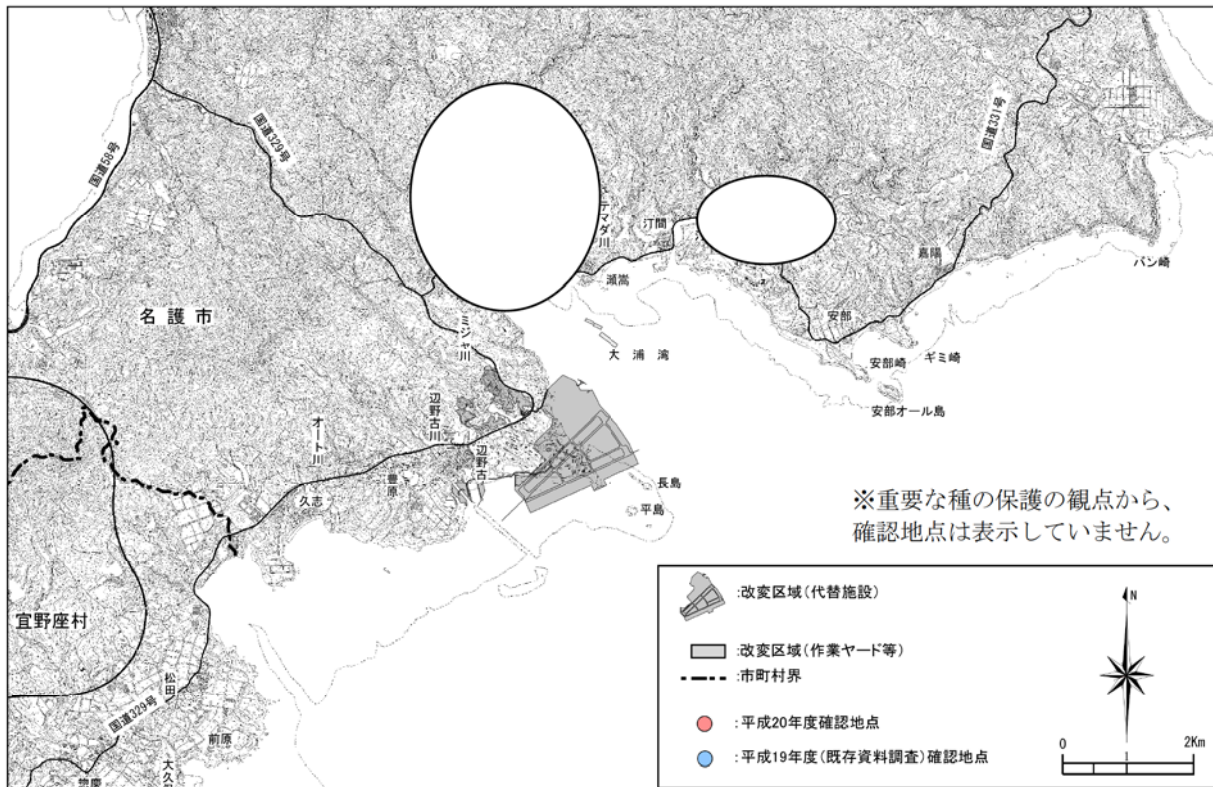 国道58号
国道329号
国道331号
テマダ川
汀間
瀬嵩
嘉陽
バン崎
名護市
ミジャ川
大浦湾
安部
安部崎
ギミ崎
安部オール島
オート川
辺野古川
辺野古
豊原
久志
長島
平島
※重要な種の保護の観点から、
確認地点は表示していません。
宜野座村
松田
国道329号
前原
大久保
惣慶
:改変区域(代替施設)
:改変区域(作業ヤード等)
:市町村界
:平成20年度確認地点
:平成19年度(既存資料調査)確認地点
N
0
1
2Km